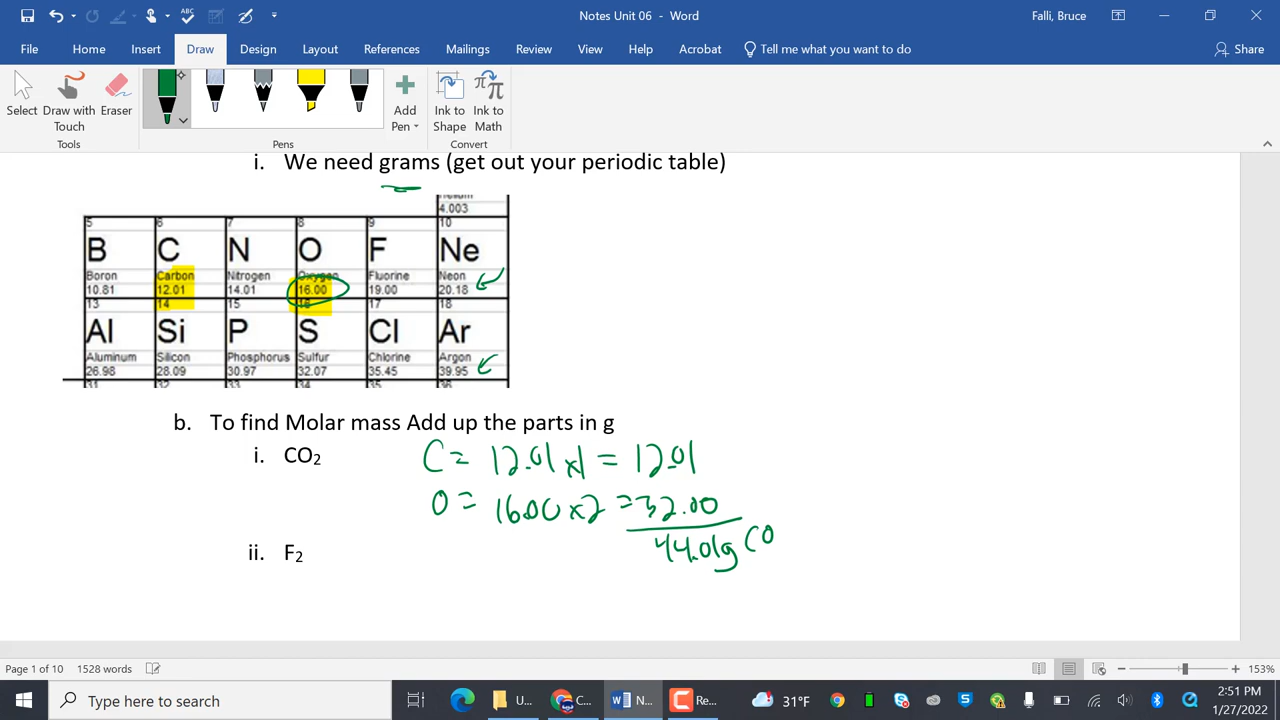 Notes Unit 06 - Word
Falli, Bruce
File Home Insert Draw Design Layout References Mailings Review View Help Acrobat Tell me what you want to do Share
Select Draw with Touch Eraser Add Pen Ink to Shape Ink to Math
Tools Pens Convert
i. We need grams (get out your periodic table)
4.003
5 6 7 8 9 10
B C N O F Ne
Boron Carbon Nitrogen Oxygen Fluorine Neon
10.81 12.01 14.01 16.00 19.00 20.18
13 14 15 16 17 18
Al Si P S Cl Ar
Aluminum Silicon Phosphorus Sulfur Chlorine Argon
26.98 28.09 30.97 32.07 35.45 39.95
b. To find Molar mass Add up the parts in g
i. CO2 C = 12.01 x1 = 12.01
O = 16.00 x2 = 32.00
44.01g CO
ii. F2
Page 1 of 10 1528 words 153%
Type here to search U... C... N... Re... 31°F 2:51 PM
1/27/2022